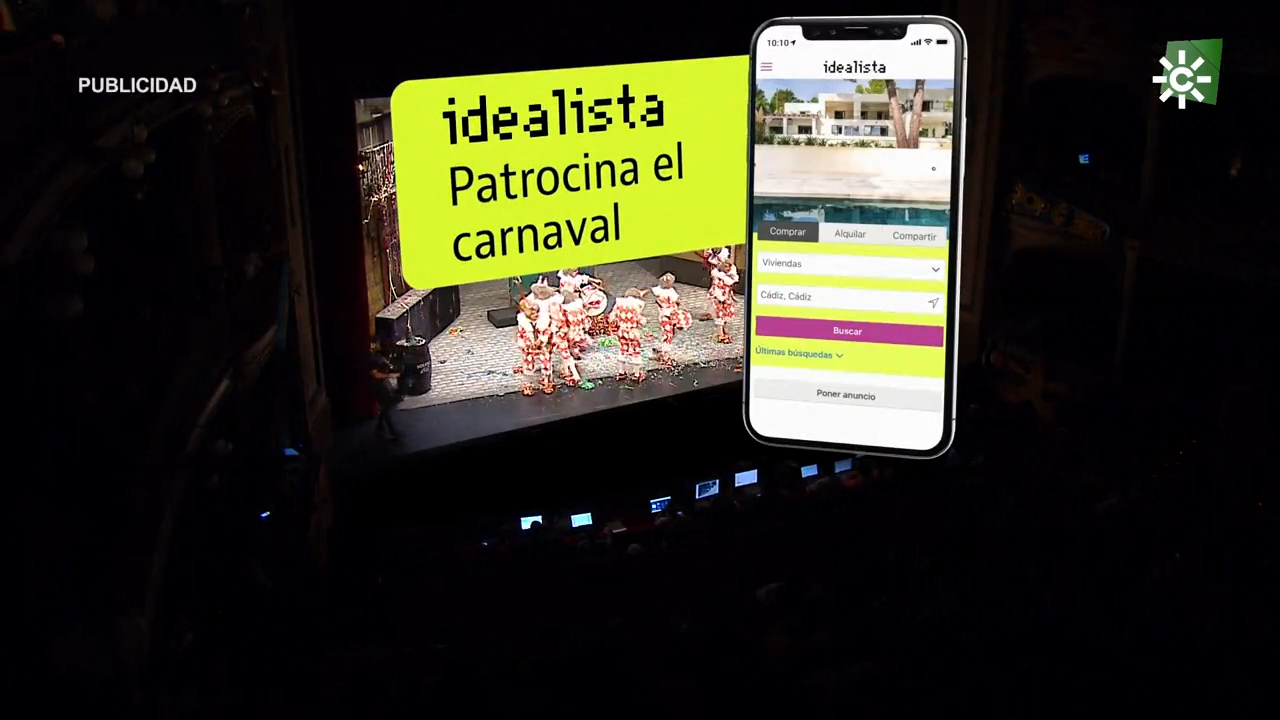 PUBLICIDAD
idealista
Patrocina el
carnaval
10:10
idealista
Comprar
Alquilar
Compartir
Viviendas
Cádiz, Cádiz
Buscar
Últimas búsquedas
Poner anuncio